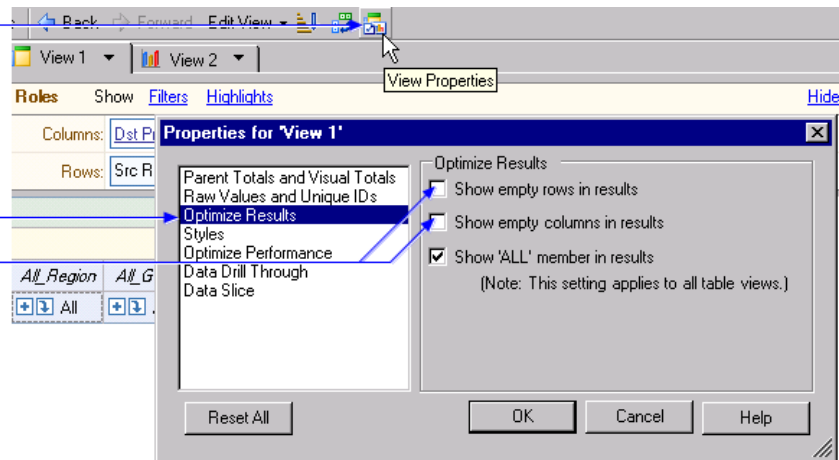 Back Forward Edit View
View 1 View 2
View Properties
Roles Show Filters Highlights Hide
Columns: Dst Pr
Rows: Src R
Properties for 'View 1'
Parent Totals and Visual Totals
Raw Values and Unique IDs
Optimize Results
Styles
Optimize Performance
Data Drill Through
Data Slice
Optimize Results
Show empty rows in results
Show empty columns in results
Show 'ALL' member in results
(Note: This setting applies to all table views.)
All_Region All_G
All
Reset All OK Cancel Help